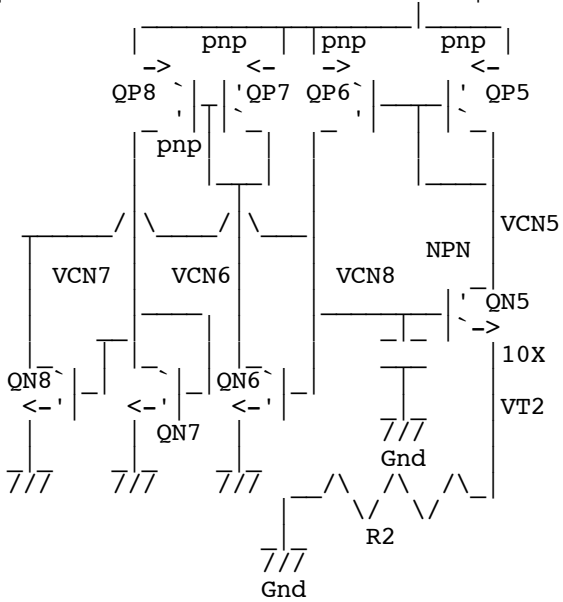 pnp pnp pnp
QP8 QP7 QP6 QP5
pnp
VCN5
NPN
VCN7 VCN6 VCN8
QN5
10X
QN8 QN6
VT2
QN7
Gnd
R2
Gnd